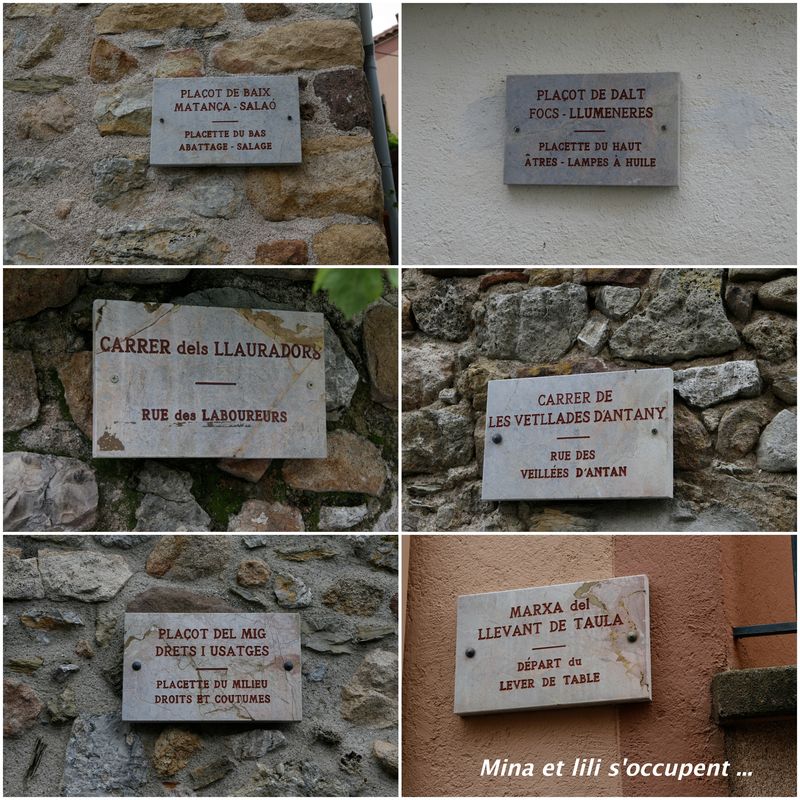 PLAÇOT DE BAIX
MATANÇA - SALAÓ
PLACETTE DU BAS
ABATTAGE - SALAGE
PLAÇOT DE DALT
FOCS - LLUMENERES
PLACETTE DU HAUT
ÂTRES - LAMPES À HUILE
CARRER dels LLAURADORS
RUE des LABOUREURS
CARRER DE
LES VETLLADES D'ANTANY
RUE DES
VEILLÉES D'ANTAN
PLAÇOT DEL MIG
DRETS I USATGES
PLACETTE DU MILIEU
DROITS ET COUTUMES
MARXA del
LLEVANT DE TAULA
DÉPART du
LEVER DE TABLE
Mina et lili s'occupent ...